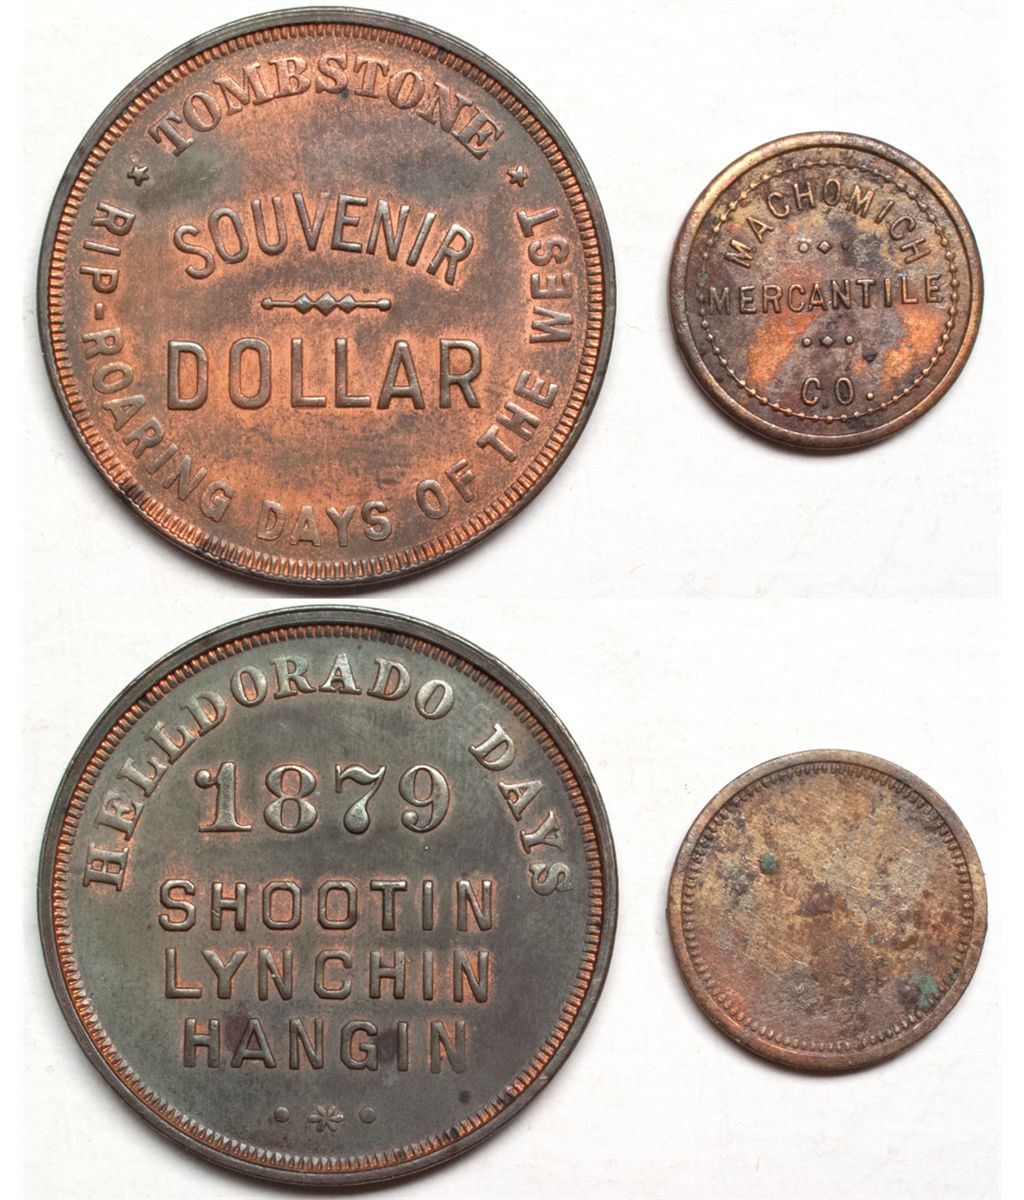 TOMBSTONE
SOUVENIR
DOLLAR
RIP-ROARING DAYS OF THE WEST
MACHOMICH
MERCANTILE
CO.
HELLDORADO DAYS
1879
SHOOTIN
LYNCHIN
HANGIN